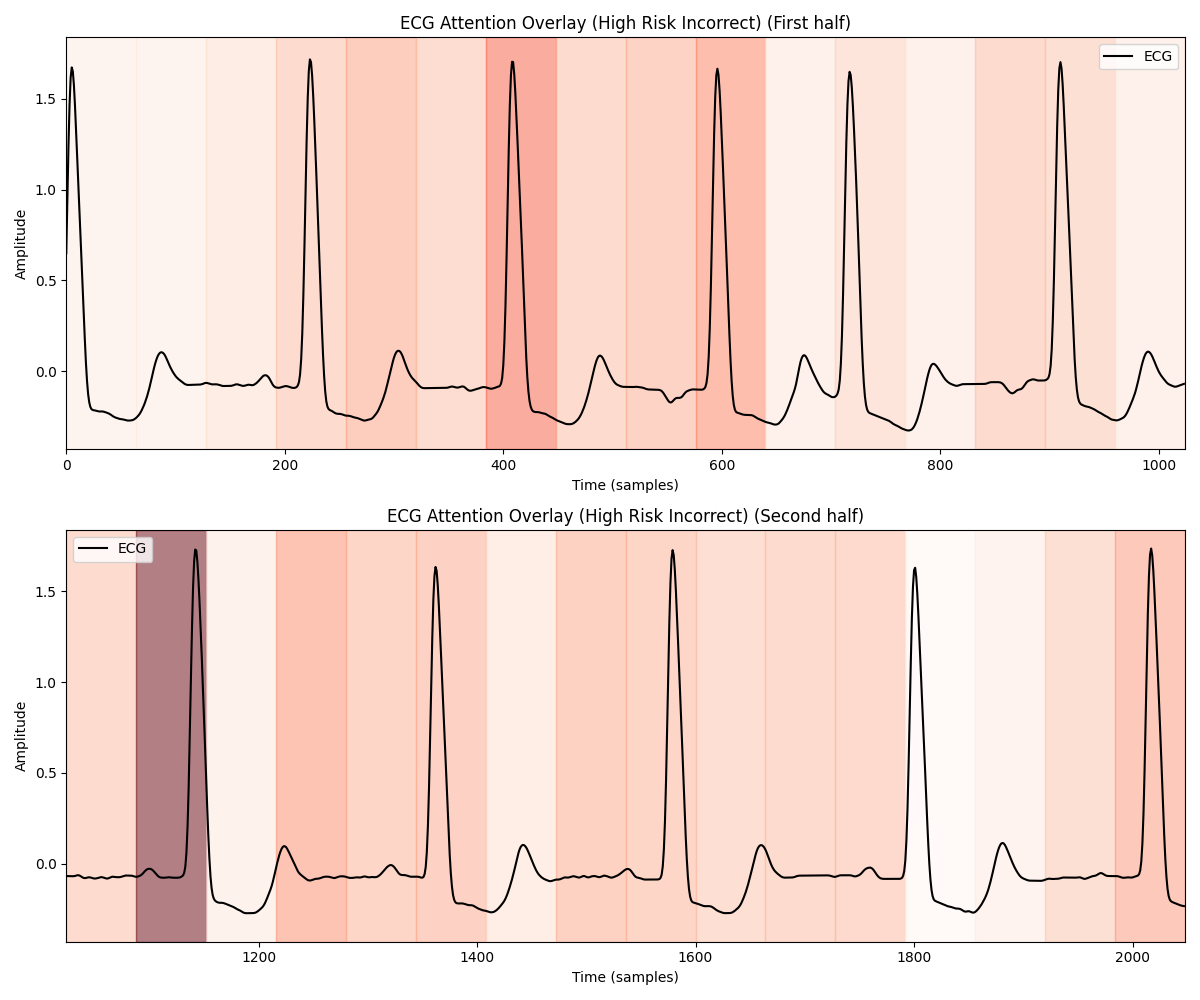 ECG Attention Overlay (High Risk Incorrect) (First half)
ECG
Amplitude
1.5
1.0
0.5
0.0
0 200 400 600 800 1000
Time (samples)
ECG Attention Overlay (High Risk Incorrect) (Second half)
ECG
Amplitude
1.5
1.0
0.5
0.0
1200 1400 1600 1800 2000
Time (samples)